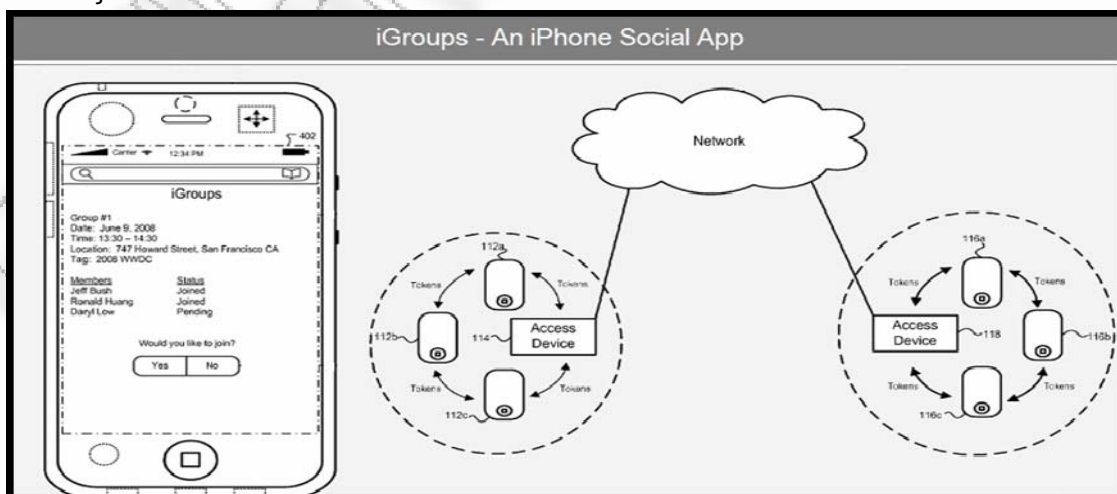 iGroups - An iPhone Social App
402
Carrier 12:34 PM
iGroups
Group #1
Date: June 9, 2008
Time: 13:30 – 14:30
Location: 747 Howard Street, San Francisco CA
Tag: 2008 WWDC
Members Status
Jeff Bush Joined
Ronald Huang Joined
Daryl Low Pending
Would you like to join?
Yes No
Network
112a
Tokens Tokens
112b
114
Access
Device
Tokens Tokens
112c
116a
Tokens Tokens
Access
Device
118
116b
Tokens Tokens
116c